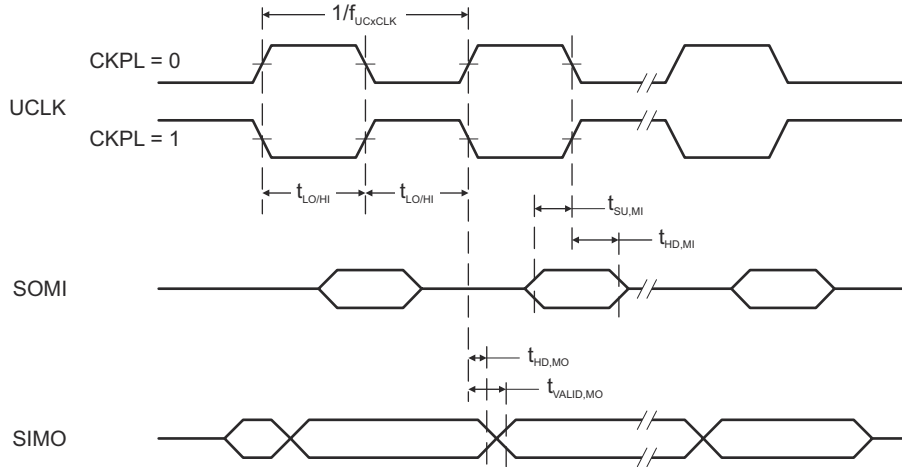 1/fUCxCLK
CKPL = 0
UCLK
CKPL = 1
tLO/HI tLO/HI
tSU,MI
tHD,MI
SOMI
tHD,MO
tVALID,MO
SIMO